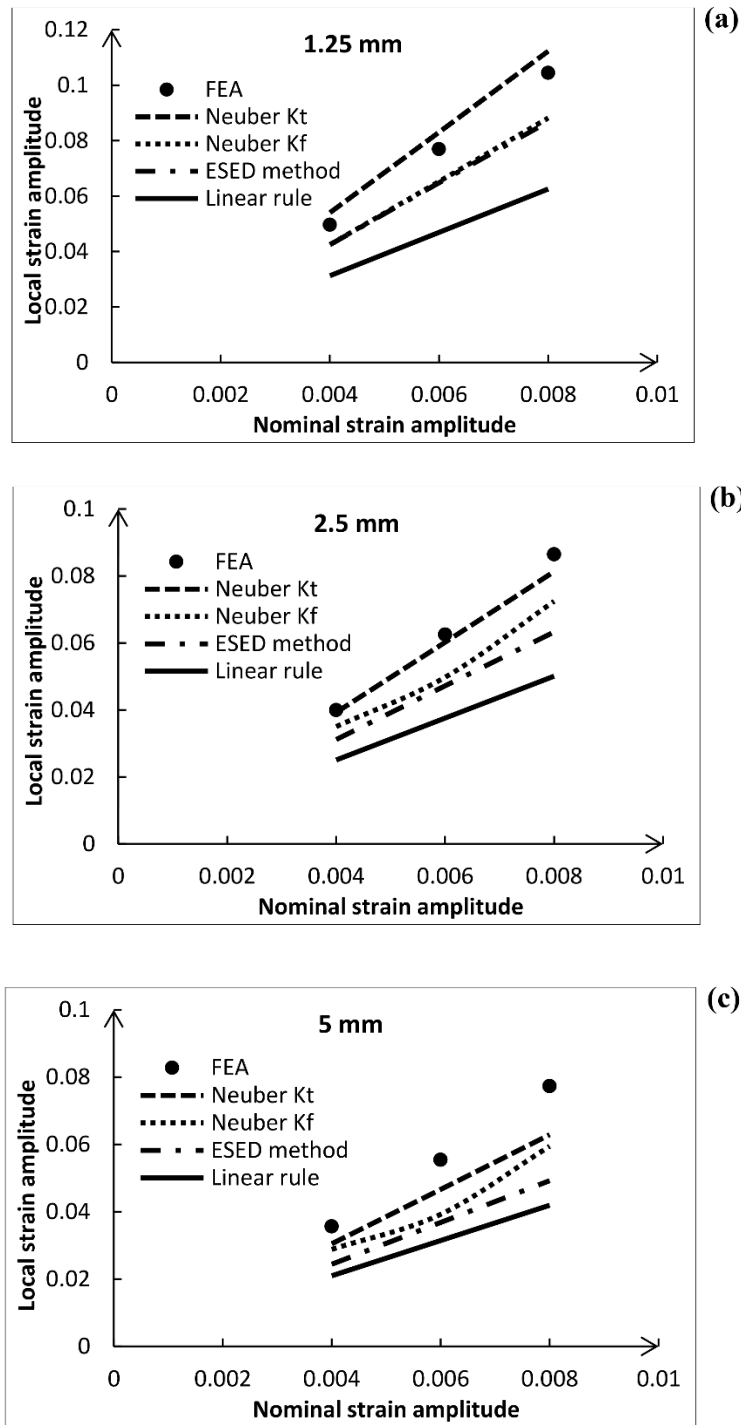 (a)
1.25 mm
FEA
Neuber Kt
Neuber Kf
ESED method
Linear rule
Local strain amplitude
0.12
0.1
0.08
0.06
0.04
0.02
0
0 0.002 0.004 0.006 0.008 0.01
Nominal strain amplitude
(b)
2.5 mm
FEA
Neuber Kt
Neuber Kf
ESED method
Linear rule
Local strain amplitude
0.1
0.08
0.06
0.04
0.02
0
0 0.002 0.004 0.006 0.008 0.01
Nominal strain amplitude
(c)
5 mm
FEA
Neuber Kt
Neuber Kf
ESED method
Linear rule
Local strain amplitude
0.1
0.08
0.06
0.04
0.02
0
0 0.002 0.004 0.006 0.008 0.01
Nominal strain amplitude